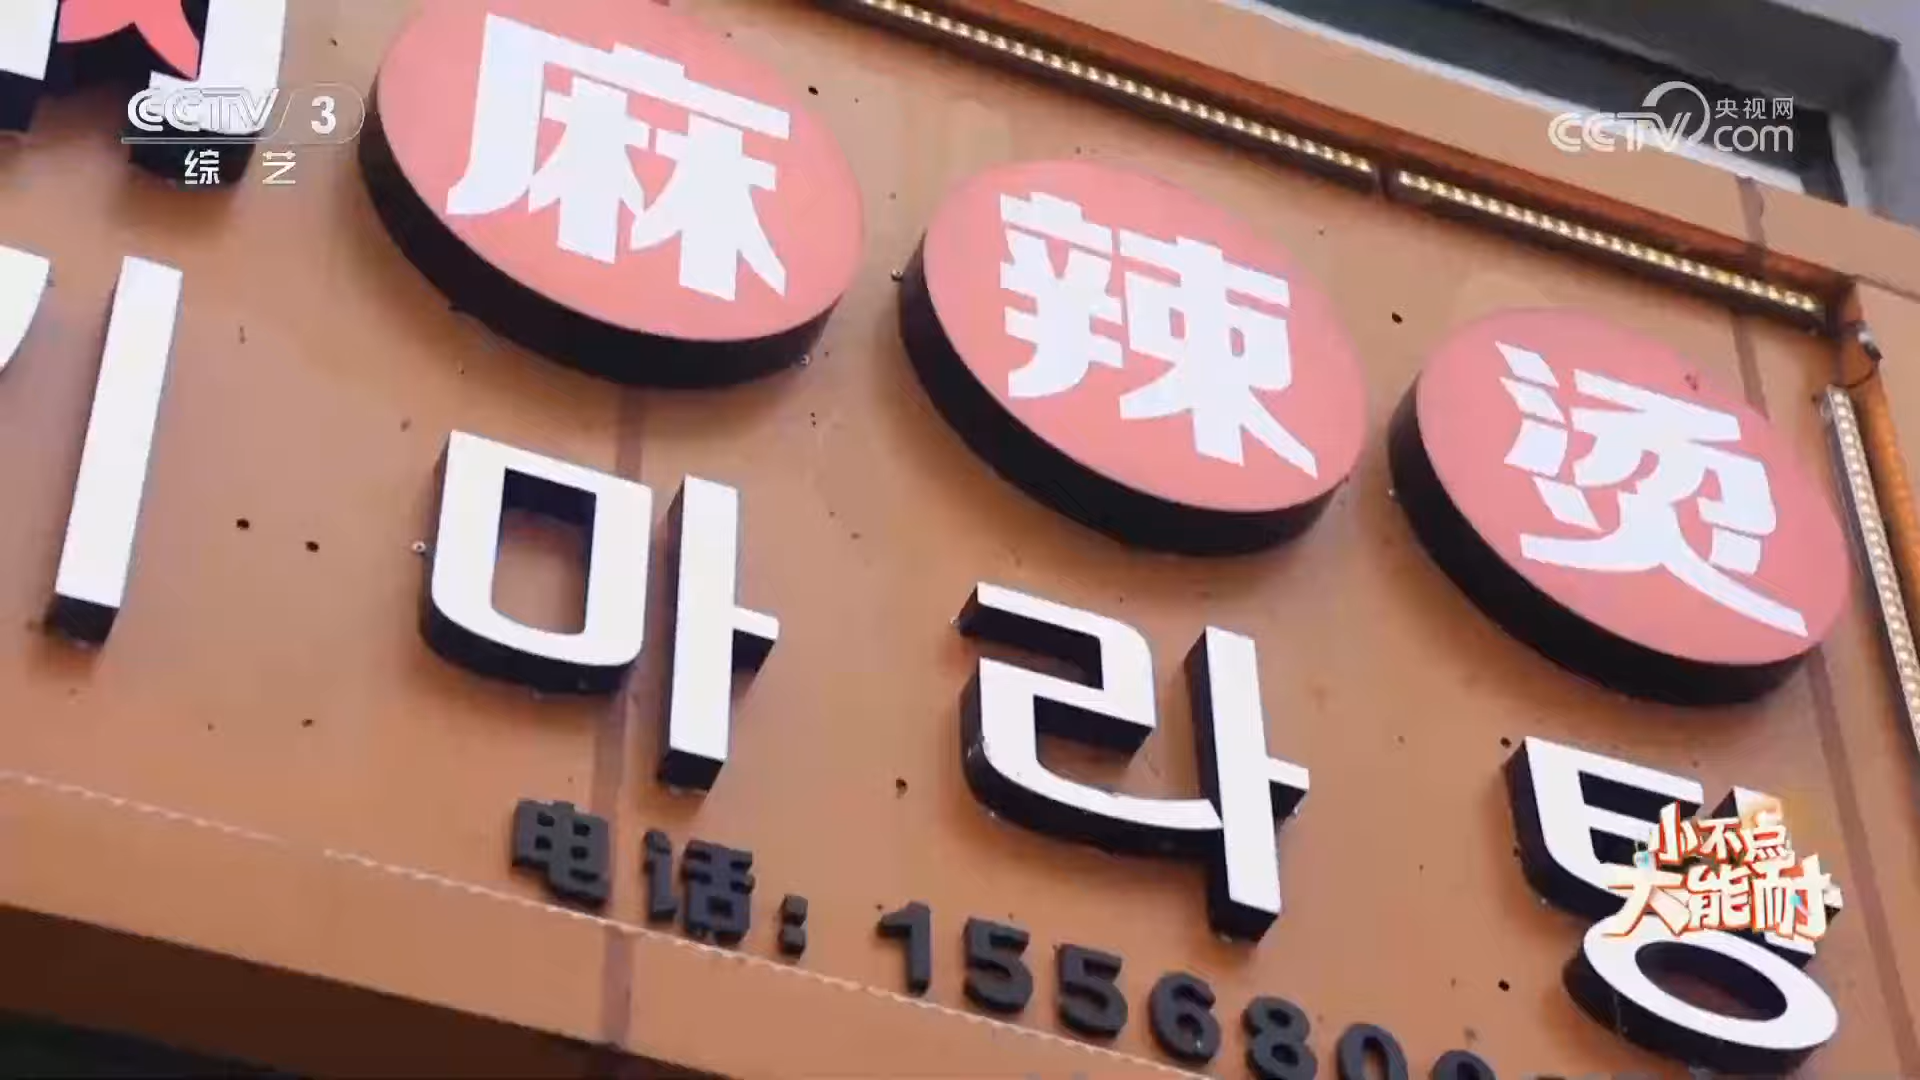 CCTV 3
综艺
央视网
CCTV.com
麻辣烫
기 마라탕
电话:155680
小不点
大能耐